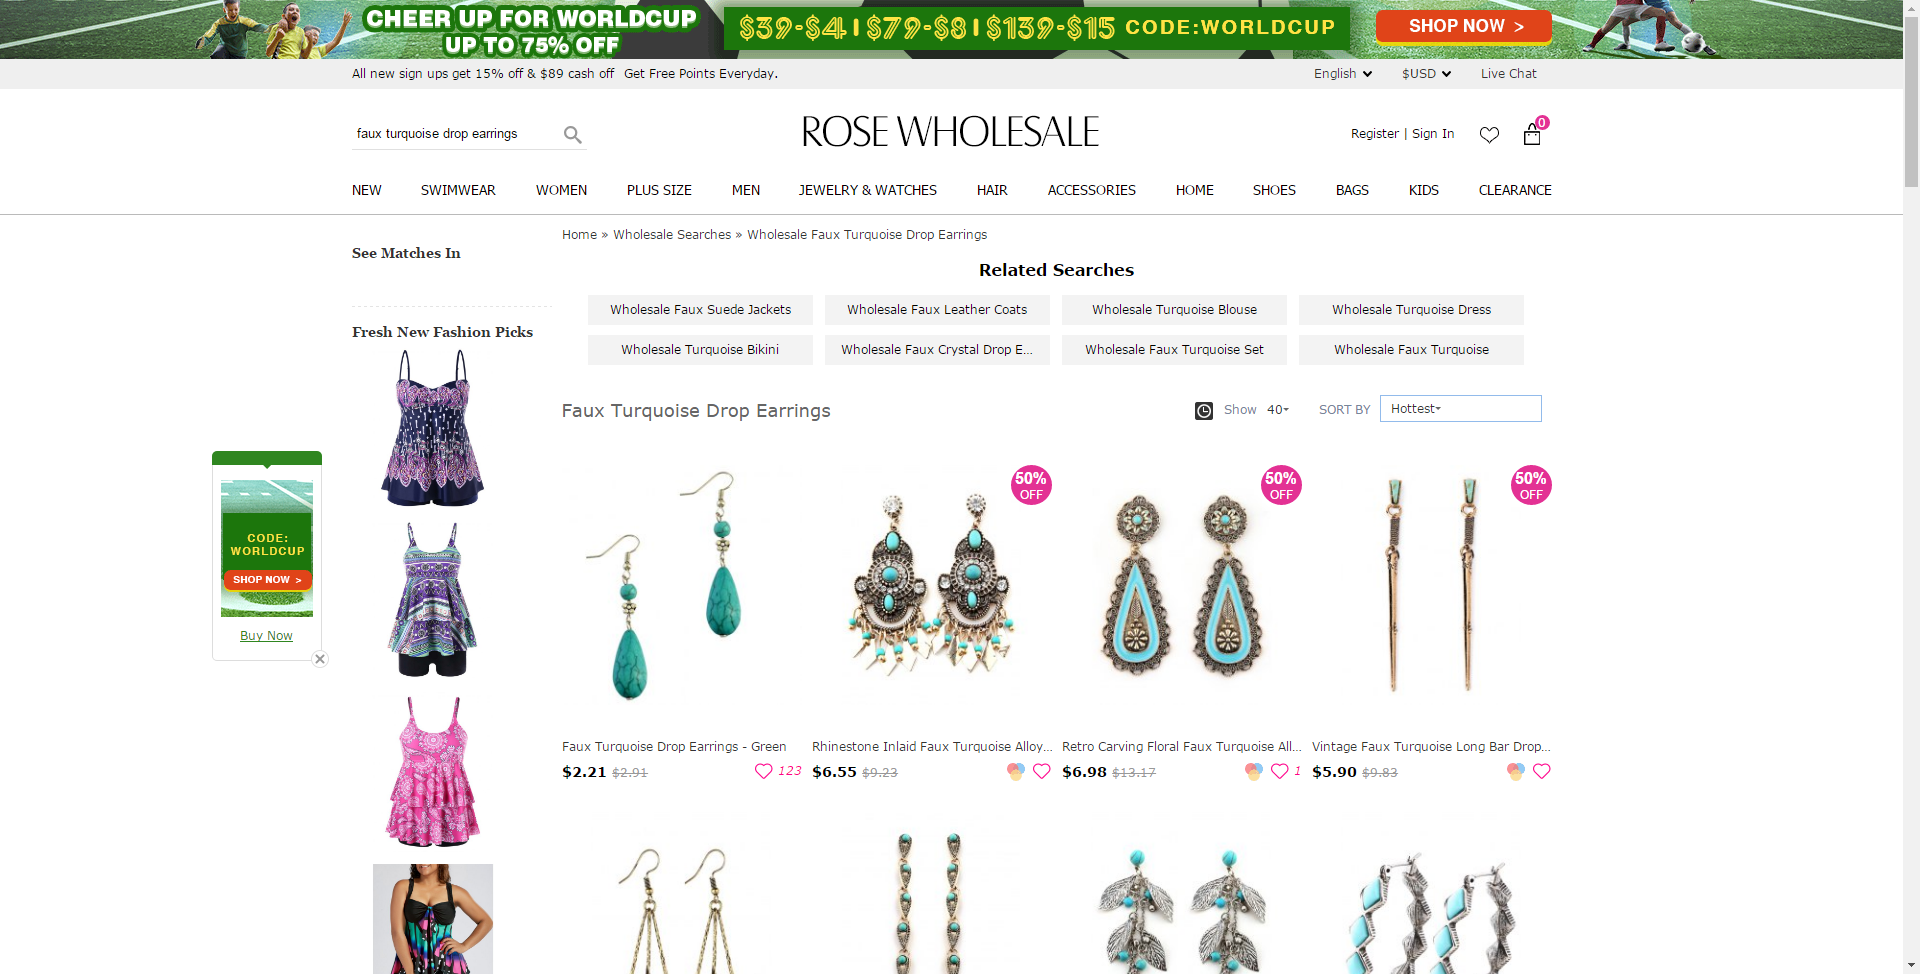 CHEER UP FOR WORLDCUP
UP TO 75% OFF
$39-$4 | $79-$8 | $139-$15 CODE:WORLDCUP
SHOP NOW >
All new sign ups get 15% off & $89 cash off Get Free Points Everyday.
English $USD Live Chat
faux turquoise drop earrings
ROSE WHOLESALE
Register | Sign In
0
NEW SWIMWEAR WOMEN PLUS SIZE MEN JEWELRY & WATCHES HAIR ACCESSORIES HOME SHOES BAGS KIDS CLEARANCE
Home » Wholesale Searches » Wholesale Faux Turquoise Drop Earrings
See Matches In
Related Searches
Wholesale Faux Suede Jackets Wholesale Faux Leather Coats Wholesale Turquoise Blouse Wholesale Turquoise Dress
Wholesale Turquoise Bikini Wholesale Faux Crystal Drop E... Wholesale Faux Turquoise Set Wholesale Faux Turquoise
Fresh New Fashion Picks
Faux Turquoise Drop Earrings
Show 40 SORT BY Hottest
50% OFF
50% OFF
50% OFF
CODE:
WORLDCUP
SHOP NOW >
Buy Now
Faux Turquoise Drop Earrings - Green
$2.21 $2.91 123
Rhinestone Inlaid Faux Turquoise Alloy...
$6.55 $9.23
Retro Carving Floral Faux Turquoise All...
$6.98 $13.17 1
Vintage Faux Turquoise Long Bar Drop...
$5.90 $9.83